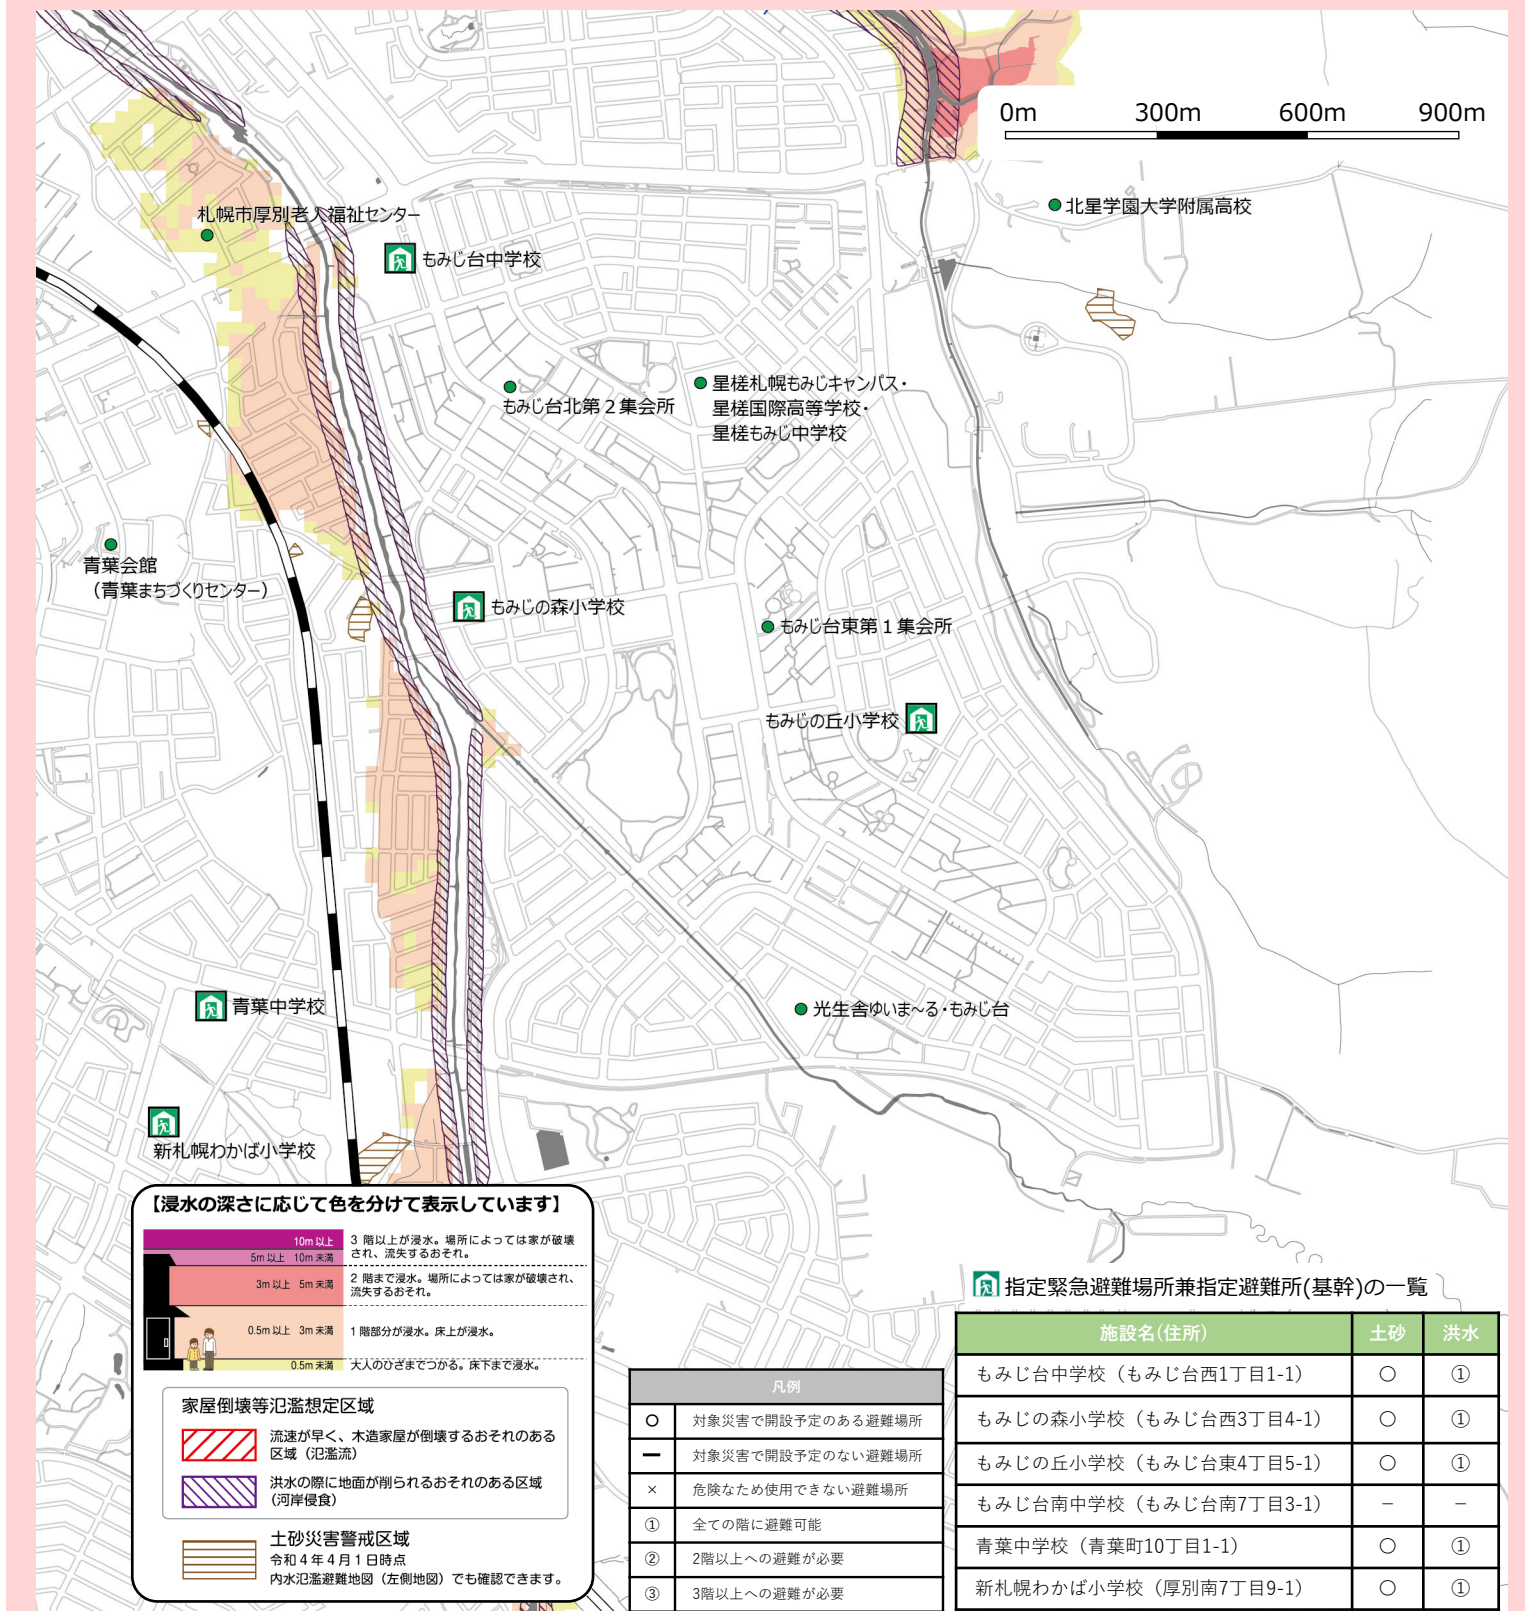 0m 300m 600m 900m
北星学園大学附属高校
札幌市厚別老人福祉センター
もみじ台中学校
もみじ台北第2集会所
星槎札幌もみじキャンパス・
星槎国際高等学校・
星槎もみじ中学校
青葉会館
（青葉まちづくりセンター）
もみじの森小学校
もみじ台東第1集会所
もみじの丘小学校
青葉中学校
光生舎ゆいま～る・もみじ台
新札幌わかば小学校
【浸水の深さに応じて色を分けて表示しています】
10m以上
5m以上 10m未満
3階以上が浸水。場所によっては家が破壊
され、流失するおそれ。
3m以上 5m未満
2階まで浸水。場所によっては家が破壊され、
流失するおそれ。
0.5m以上 3m未満
1階部分が浸水。床上が浸水。
0.5m未満
大人のひざまでつかる。床下まで浸水。
家屋倒壊等氾濫想定区域
流速が早く、木造家屋が倒壊するおそれのある
区域（氾濫流）
洪水の際に地面が削られるおそれのある区域
（河岸侵食）
土砂災害警戒区域
令和4年4月1日時点
内水氾濫避難地図（左側地図）でも確認できます。
凡例
○ 対象災害で開設予定のある避難場所
ー 対象災害で開設予定のない避難場所
× 危険なため使用できない避難場所
① 全ての階に避難可能
② 2階以上への避難が必要
③ 3階以上への避難が必要
指定緊急避難場所兼指定避難所(基幹)の一覧
施設名(住所) 土砂 洪水
もみじ台中学校（もみじ台西1丁目1-1） ○ ①
もみじの森小学校（もみじ台西3丁目4-1） ○ ①
もみじの丘小学校（もみじ台東4丁目5-1） ○ ①
もみじ台南中学校（もみじ台南7丁目3-1） － －
青葉中学校（青葉町10丁目1-1） ○ ①
新札幌わかば小学校（厚別南7丁目9-1） ○ ①